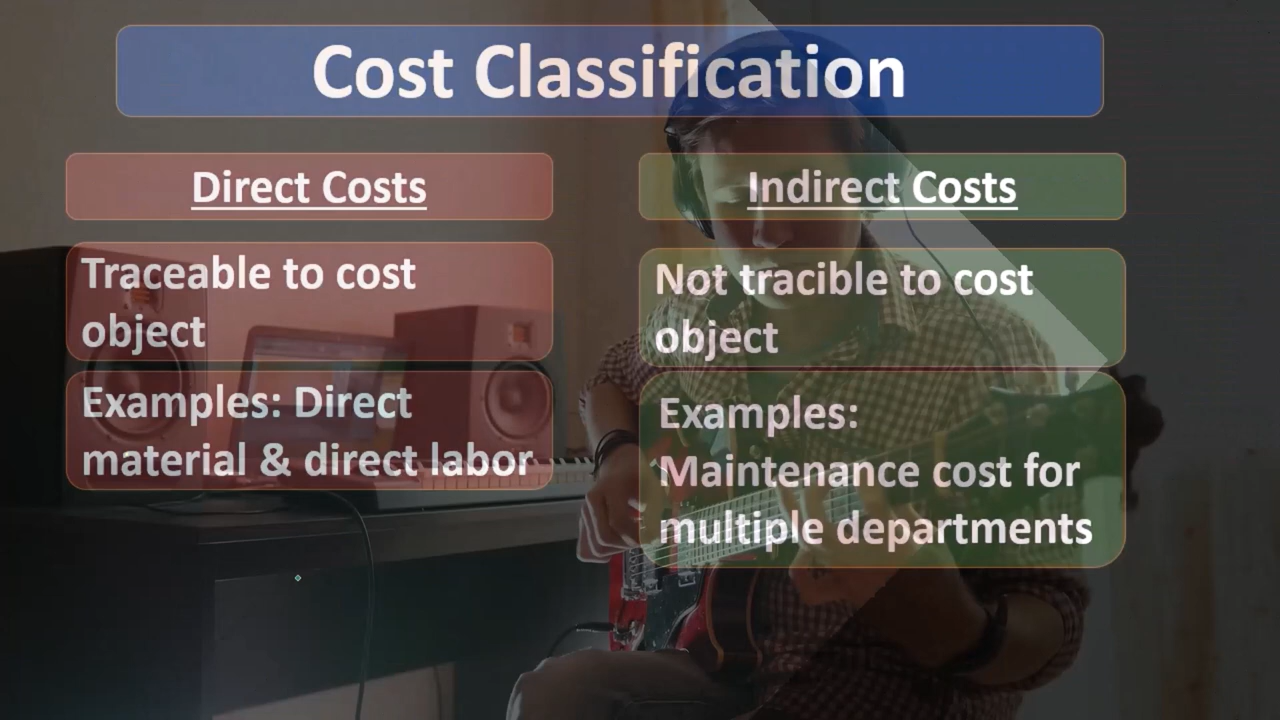 Cost Classification
Direct Costs
Traceable to cost
object
Examples: Direct
material & direct labor
Indirect Costs
Not tracible to cost
object
Examples:
Maintenance cost for
multiple departments